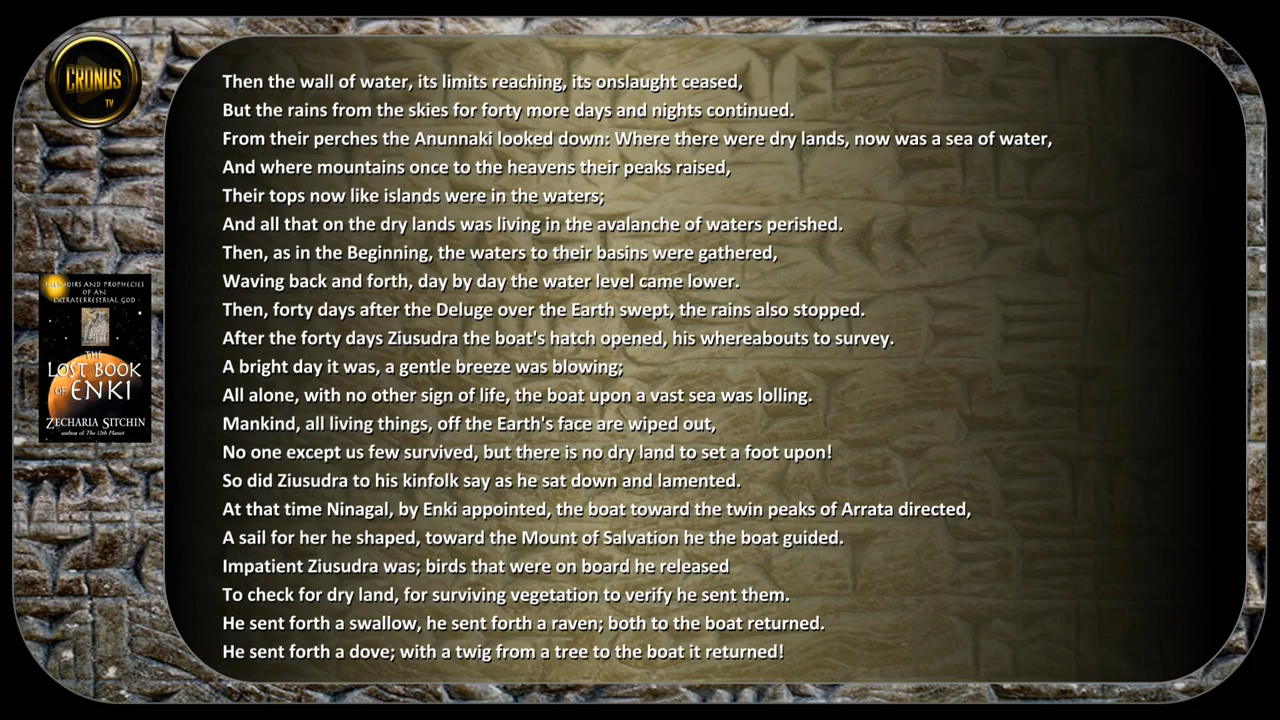 CRONUS
TV
Then the wall of water, its limits reaching, its onslaught ceased,
But the rains from the skies for forty more days and nights continued.
From their perches the Anunnaki looked down: Where there were dry lands, now was a sea of water,
And where mountains once to the heavens their peaks raised,
Their tops now like islands were in the waters;
And all that on the dry lands was living in the avalanche of waters perished.
Then, as in the Beginning, the waters to their basins were gathered,
Waving back and forth, day by day the water level came lower.
Then, forty days after the Deluge over the Earth swept, the rains also stopped.
After the forty days Ziusudra the boat's hatch opened, his whereabouts to survey.
A bright day it was, a gentle breeze was blowing;
All alone, with no other sign of life, the boat upon a vast sea was lolling.
Mankind, all living things, off the Earth's face are wiped out,
No one except us few survived, but there is no dry land to set a foot upon!
So did Ziusudra to his kinfolk say as he sat down and lamented.
At that time Ninagal, by Enki appointed, the boat toward the twin peaks of Arrata directed,
A sail for her he shaped, toward the Mount of Salvation he the boat guided.
Impatient Ziusudra was; birds that were on board he released
To check for dry land, for surviving vegetation to verify he sent them.
He sent forth a swallow, he sent forth a raven; both to the boat returned.
He sent forth a dove; with a twig from a tree to the boat it returned!
MEMOIRS AND PROPHECIES
OF AN
EXTRATERRESTRIAL GOD
THE
LOST BOOK
OF ENKI
ZECHARIA SITCHIN
author of The 12th Planet